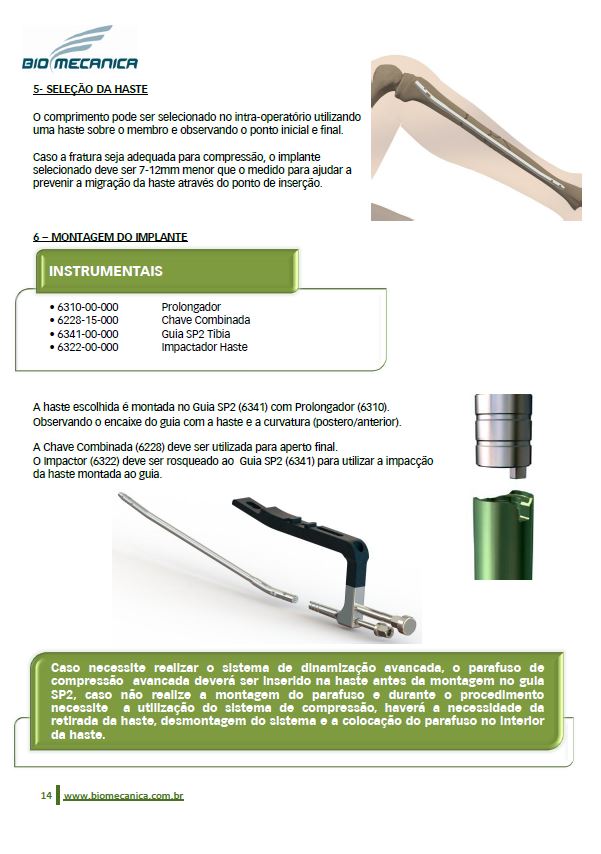 BIO MECANICA
5- SELEÇÃO DA HASTE
O comprimento pode ser selecionado no intra-operatório utilizando
uma haste sobre o membro e observando o ponto inicial e final.
Caso a fratura seja adequada para compressão, o implante
selecionado deve ser 7-12mm menor que o medido para ajudar a
prevenir a migração da haste através do ponto de inserção.
6 – MONTAGEM DO IMPLANTE
INSTRUMENTAIS
• 6310-00-000 Prolongador
• 6228-15-000 Chave Combinada
• 6341-00-000 Guia SP2 Tibia
• 6322-00-000 Impactador Haste
A haste escolhida é montada no Guia SP2 (6341) com Prolongador (6310).
Observando o encaixe do guia com a haste e a curvatura (postero/anterior).
A Chave Combinada (6228) deve ser utilizada para aperto final.
O Impactor (6322) deve ser rosqueado ao Guia SP2 (6341) para utilizar a impacção
da haste montada ao guia.
Caso necessite realizar o sistema de dinamização avancada, o parafuso de
compressão avancada deverá ser inserido na haste antes da montagem no guia
SP2, caso não realize a montagem do parafuso e durante o procedimento
necessite a utilização do sistema de compressão, haverá a necessidade da
retirada da haste, desmontagem do sistema e a colocação do parafuso no interior
da haste.
14 www.biomecanica.com.br